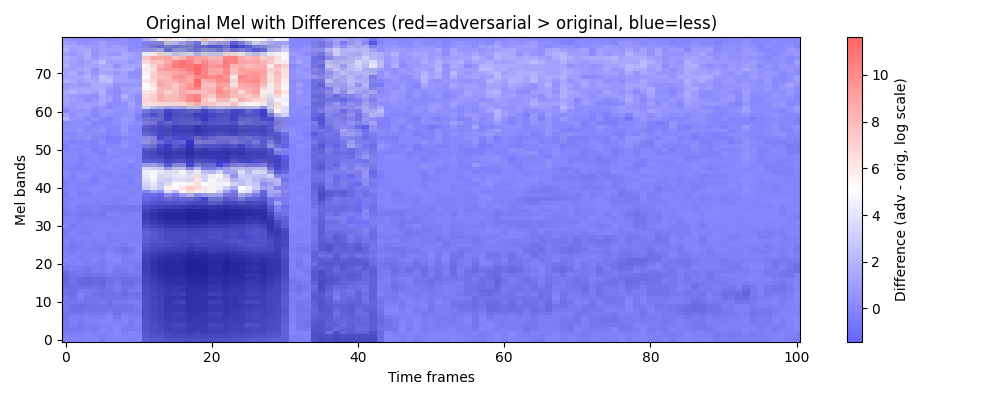 Original Mel with Differences (red=adversarial > original, blue=less)
Mel bands
70
60
50
40
30
20
10
0
0 20 40 60 80 100
Time frames
10
8
6
4
2
0
Difference (adv - orig, log scale)